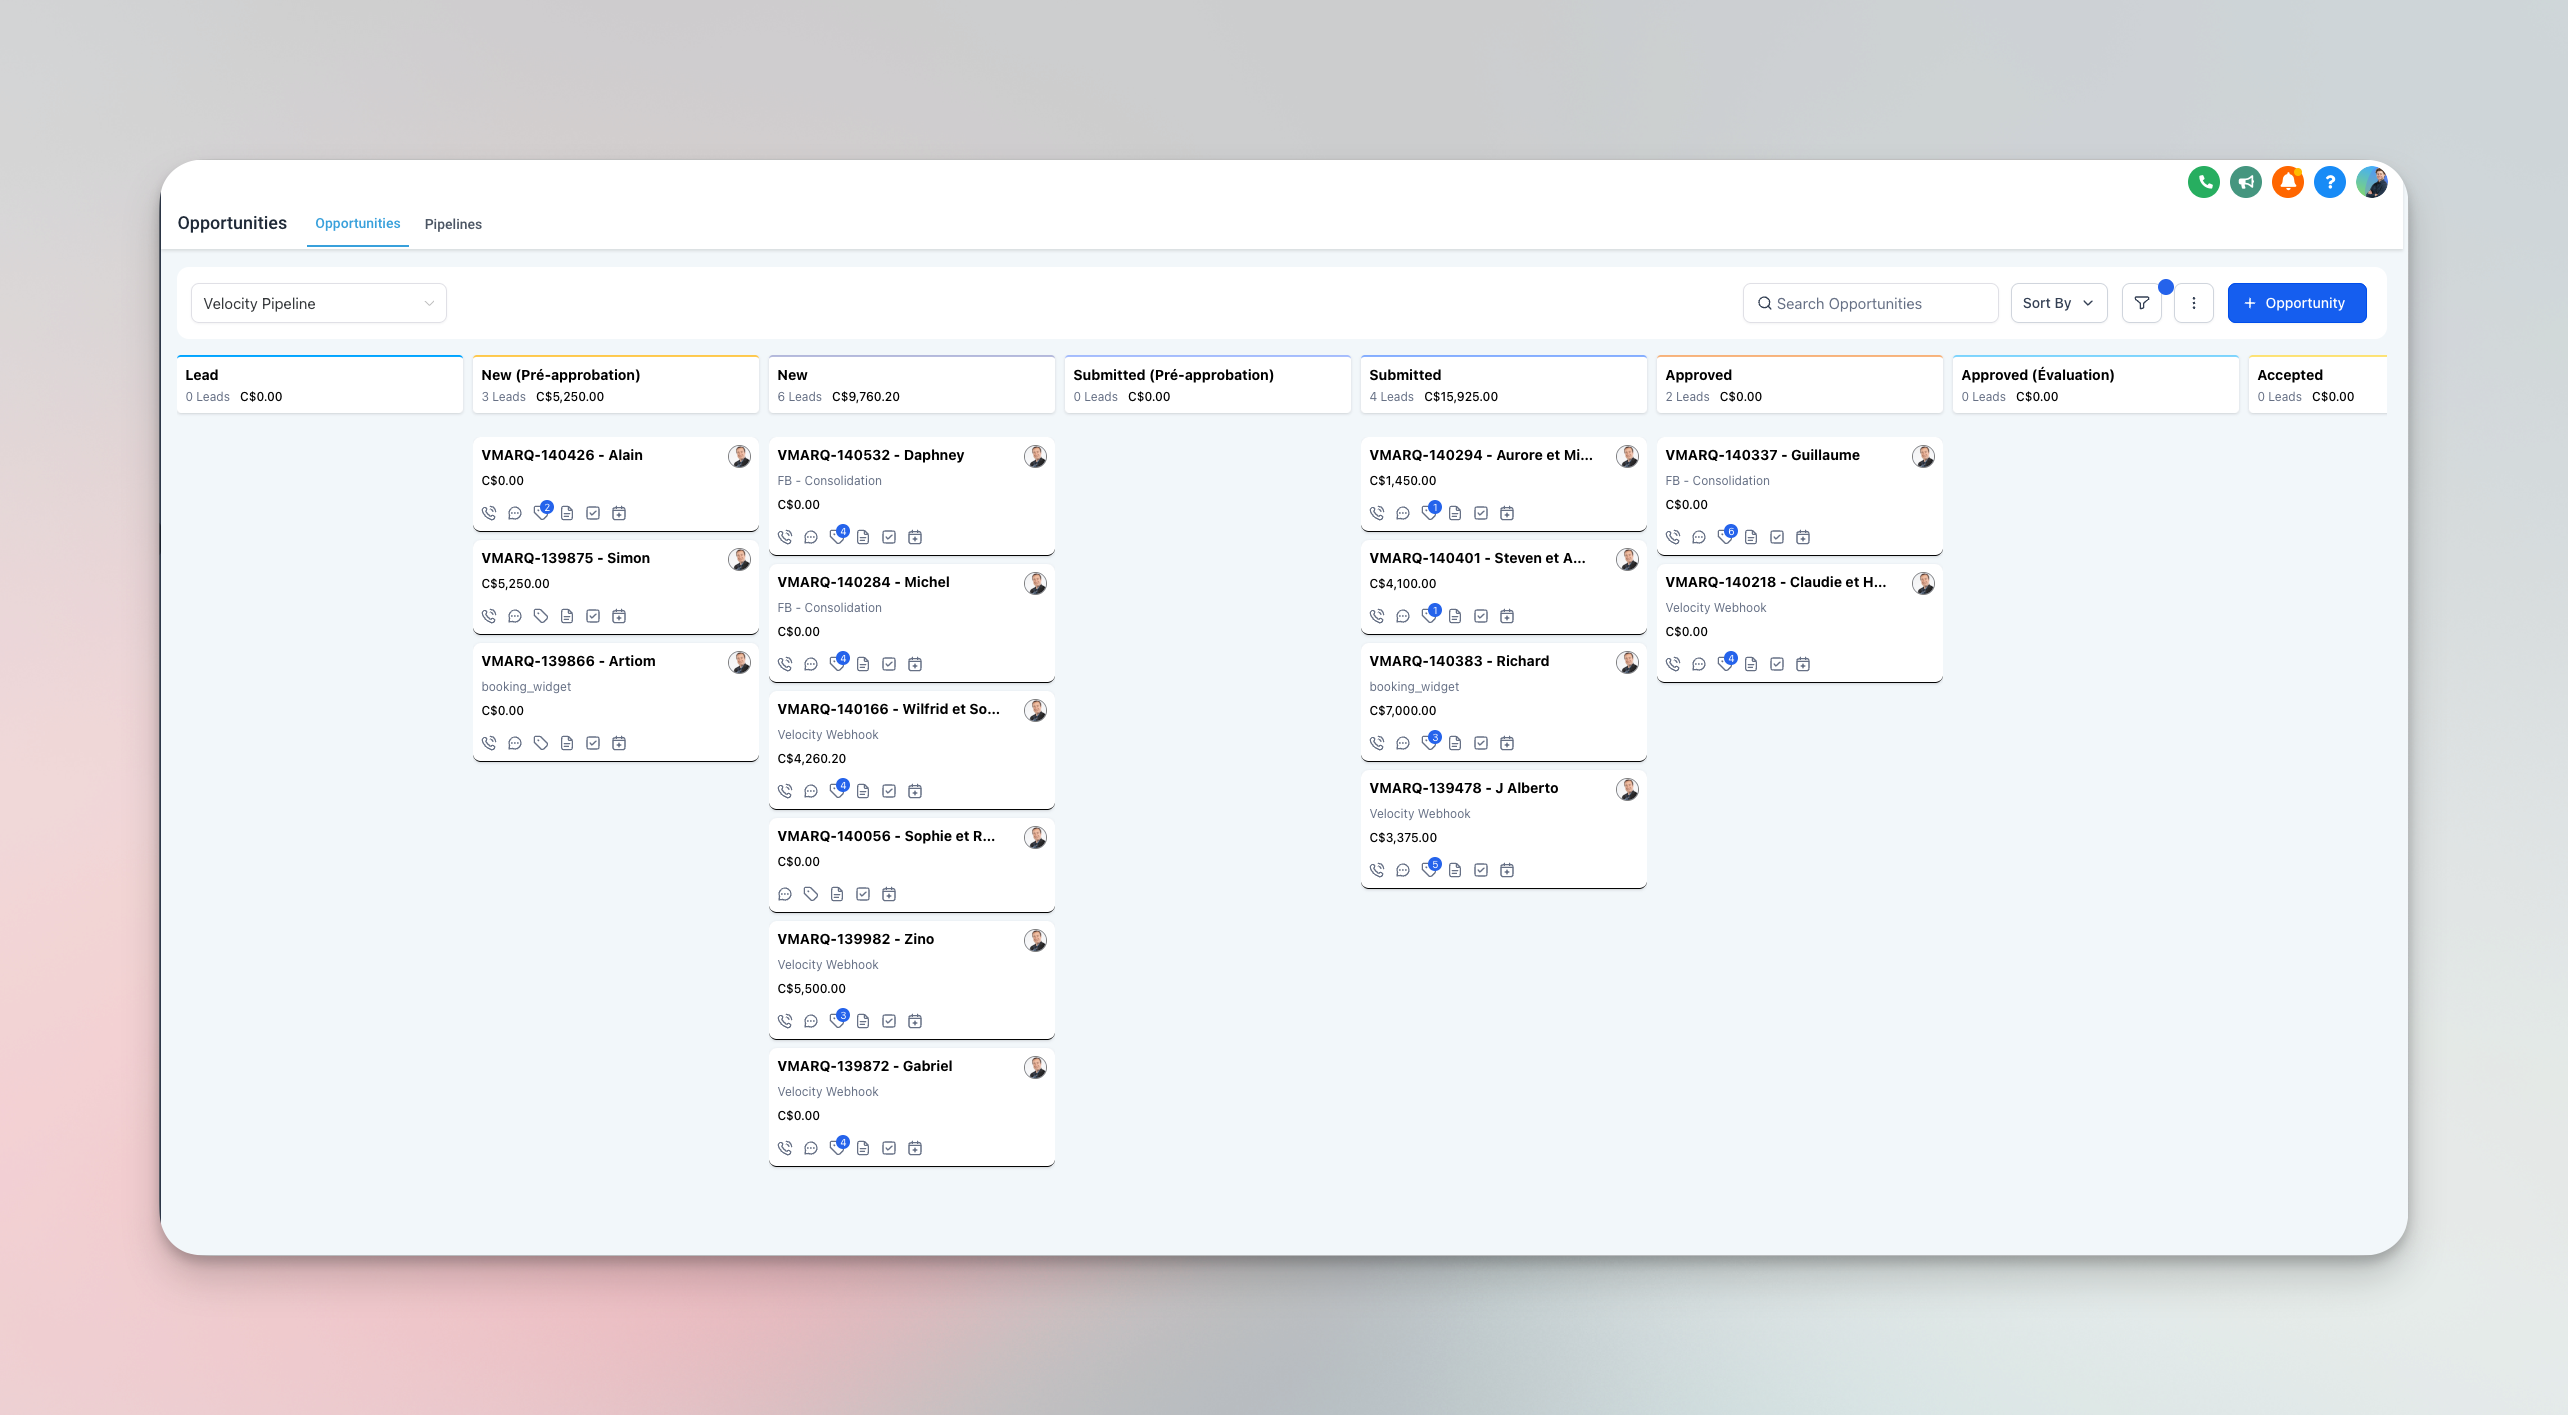 Opportunities
Opportunities
Pipelines
Velocity Pipeline
Search Opportunities
Sort By
+ Opportunity
Lead
0 Leads C$0.00
New (Pré-approbation)
3 Leads C$5,250.00
VMARQ-140426 - Alain
C$0.00
2
VMARQ-139875 - Simon
C$5,250.00
VMARQ-139866 - Artiom
booking_widget
C$0.00
New
6 Leads C$9,760.20
VMARQ-140532 - Daphney
FB - Consolidation
C$0.00
4
VMARQ-140284 - Michel
FB - Consolidation
C$0.00
4
VMARQ-140166 - Wilfrid et So...
Velocity Webhook
C$4,260.20
4
VMARQ-140056 - Sophie et R...
C$0.00
VMARQ-139982 - Zino
Velocity Webhook
C$5,500.00
3
VMARQ-139872 - Gabriel
Velocity Webhook
C$0.00
4
Submitted (Pré-approbation)
0 Leads C$0.00
Submitted
4 Leads C$15,925.00
VMARQ-140294 - Aurore et Mi...
C$1,450.00
1
VMARQ-140401 - Steven et A...
C$4,100.00
1
VMARQ-140383 - Richard
booking_widget
C$7,000.00
3
VMARQ-139478 - J Alberto
Velocity Webhook
C$3,375.00
5
Approved
2 Leads C$0.00
VMARQ-140337 - Guillaume
FB - Consolidation
C$0.00
6
VMARQ-140218 - Claudie et H...
Velocity Webhook
C$0.00
4
Approved (Évaluation)
0 Leads C$0.00
Accepted
0 Leads C$0.00